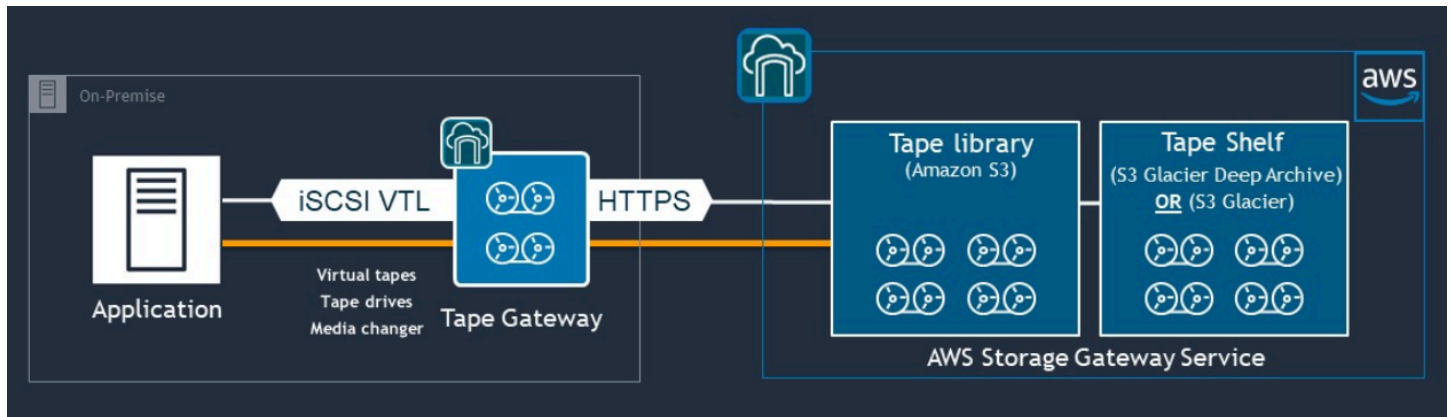 On-Premise
Application
iSCSI VTL
Virtual tapes
Tape drives
Media changer
Tape Gateway
HTTPS
aws
Tape library
(Amazon S3)
Tape Shelf
(S3 Glacier Deep Archive)
OR (S3 Glacier)
AWS Storage Gateway Service